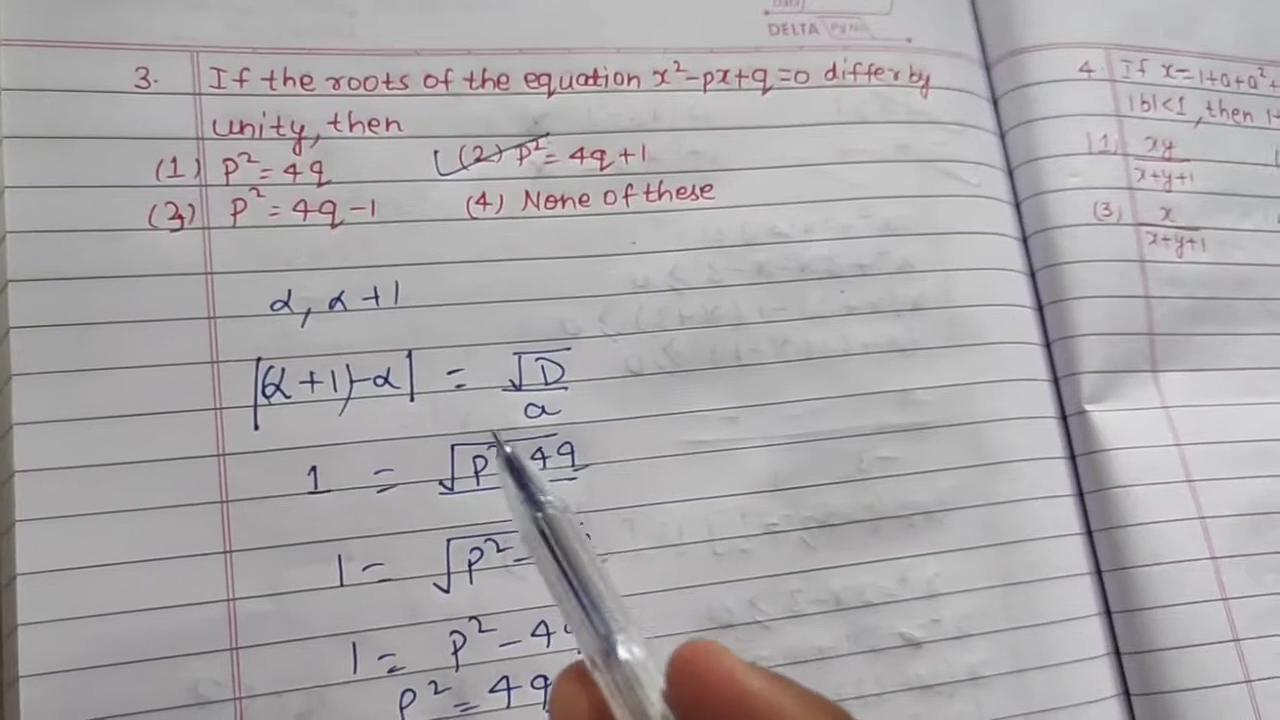 DELTA
3. If the roots of the equation x²-px+q=0 differ by
unity, then
(1) p²=4q (2) p²=4q+1
(3) p²=4q-1 (4) None of these
α, α+1
|(α+1)-α| = √D
a
1 = √p² 4q
1 = √p² -
1 = p² - 4
p² = 4q
4. If x=1+a+a²+
|b|<1, then 1
(1) xy
x+y+1
(3) x
x+y+1